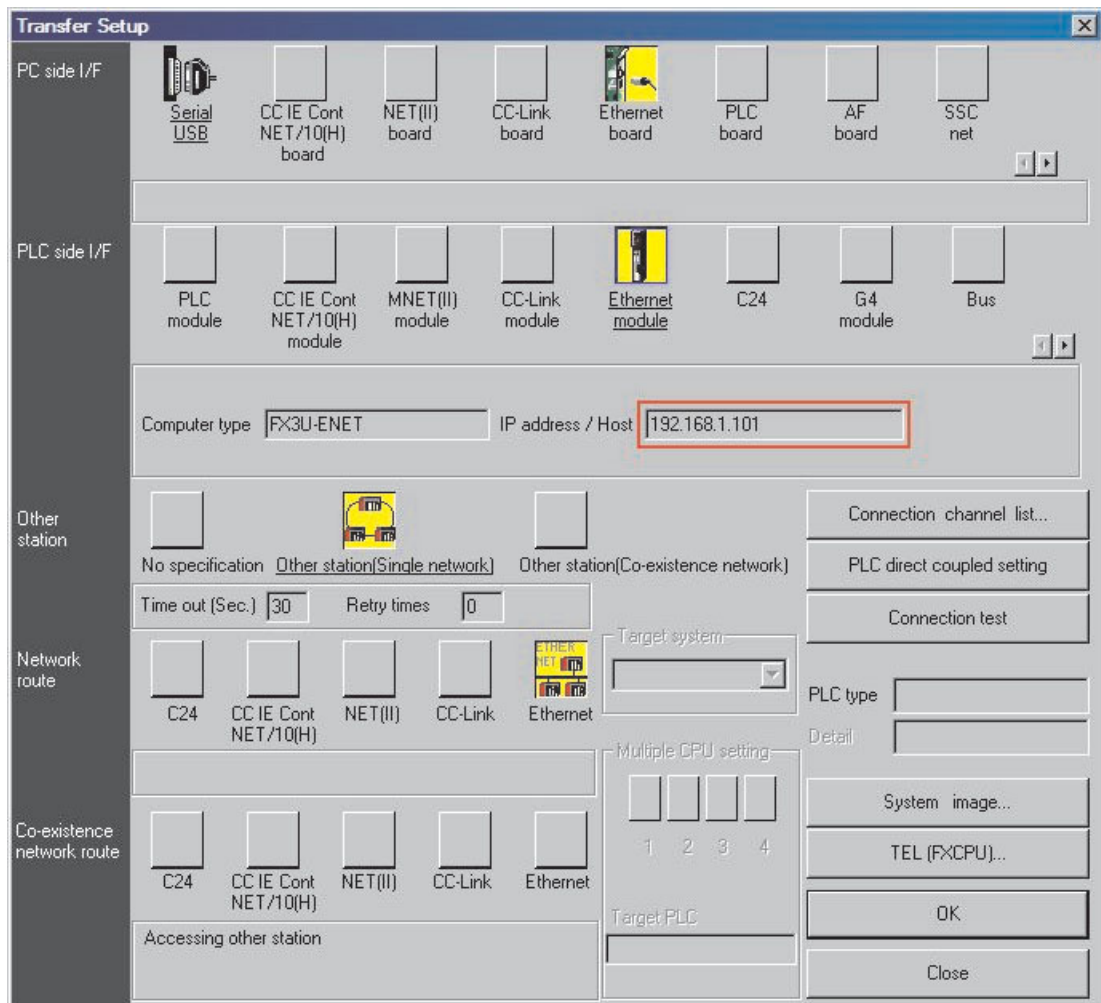 Transfer Setup
PC side I/F
Serial
USB
CC IE Cont
NET/10(H)
board
NET(II)
board
CC-Link
board
Ethernet
board
PLC
board
AF
board
SSC
net
PLC side I/F
PLC
module
CC IE Cont
NET/10(H)
module
MNET(II)
module
CC-Link
module
Ethernet
module
C24
G4
module
Bus
Computer type FX3U-ENET IP address / Host 192.168.1.101
Other
station
No specification Other station(Single network) Other station(Co-existence network)
Time out (Sec.) 30 Retry times 0
Connection channel list...
PLC direct coupled setting
Connection test
Network
route
C24
CC IE Cont
NET/10(H)
NET(II)
CC-Link
ETHER
NET
Ethernet
Target system
PLC type
Detail
Multiple CPU setting
1 2 3 4
System image...
TEL (FXCPU)...
Co-existence
network route
C24
CC IE Cont
NET/10(H)
NET(II)
CC-Link
Ethernet
Accessing other station
Target PLC
OK
Close